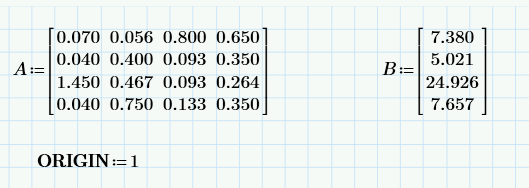 A:=[0.070 0.056 0.800 0.650
0.040 0.400 0.093 0.350
1.450 0.467 0.093 0.264
0.040 0.750 0.133 0.350]
B:=[7.380
5.021
24.926
7.657]
ORIGIN:=1